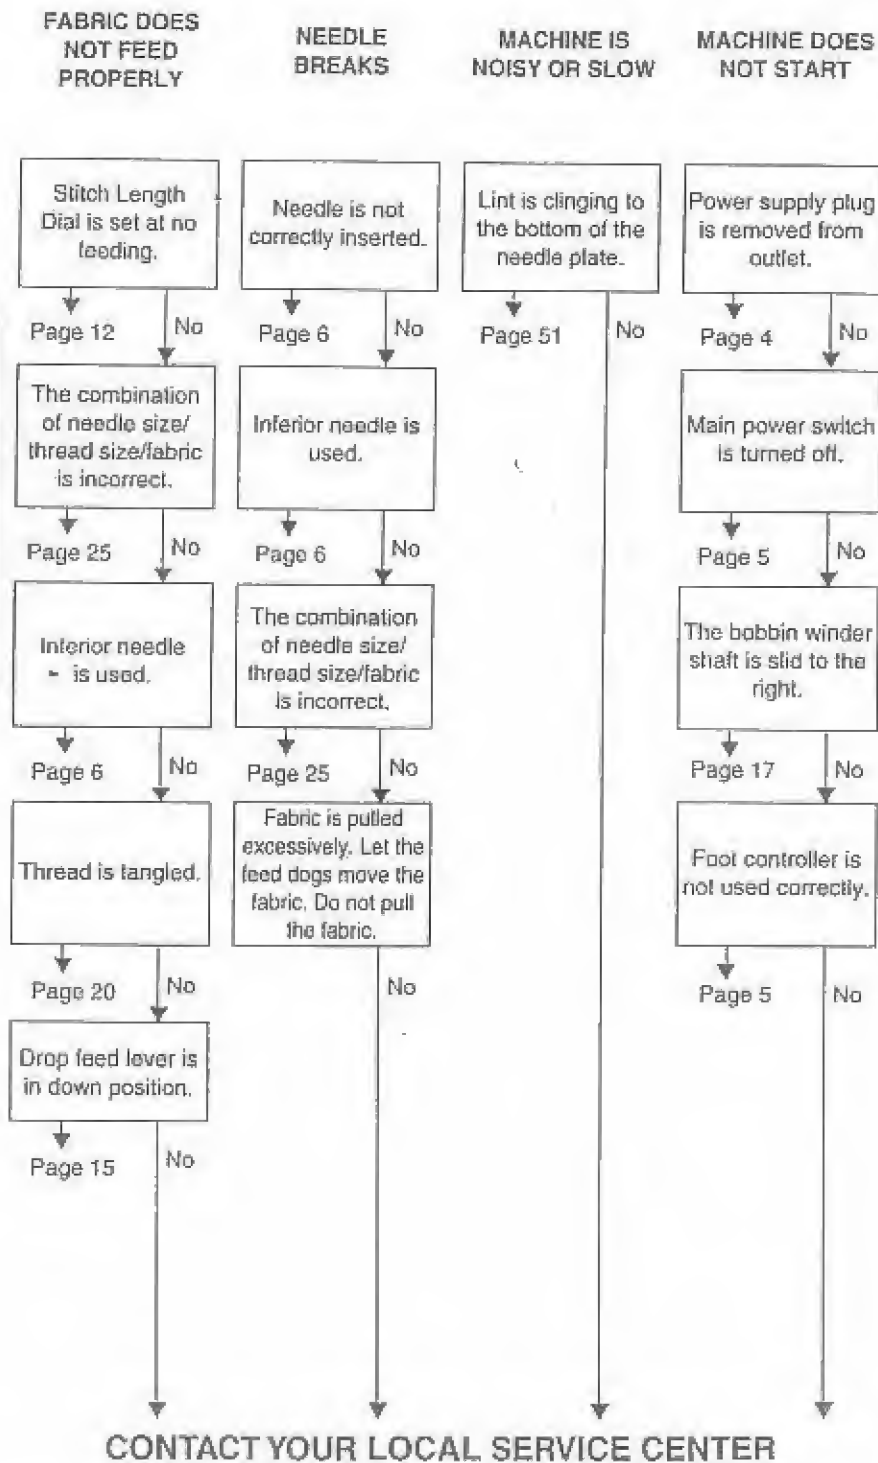 FABRIC DOES
NOT FEED
PROPERLY
Stitch Length
Dial is set at no
feeding.
Page 12
No
The combination
of needle size/
thread size/fabric
is incorrect.
Page 25
No
Inferior needle
is used.
Page 6
No
Thread is tangled.
Page 20
No
Drop feed lever is
in down position.
Page 15
No
NEEDLE
BREAKS
Needle is not
correctly inserted.
Page 6
No
Inferior needle is
used.
Page 6
No
The combination
of needle size/
thread size/fabric
is incorrect.
Page 25
No
Fabric is pulled
excessively. Let the
feed dogs move the
fabric. Do not pull
the fabric.
No
MACHINE IS
NOISY OR SLOW
Lint is clinging to
the bottom of the
needle plate.
Page 51
No
MACHINE DOES
NOT START
Power supply plug
is removed from
outlet.
Page 4
No
Main power switch
is turned off.
Page 5
No
The bobbin winder
shaft is slid to the
right.
Page 17
No
Foot controller is
not used correctly.
Page 5
No
CONTACT YOUR LOCAL SERVICE CENTER